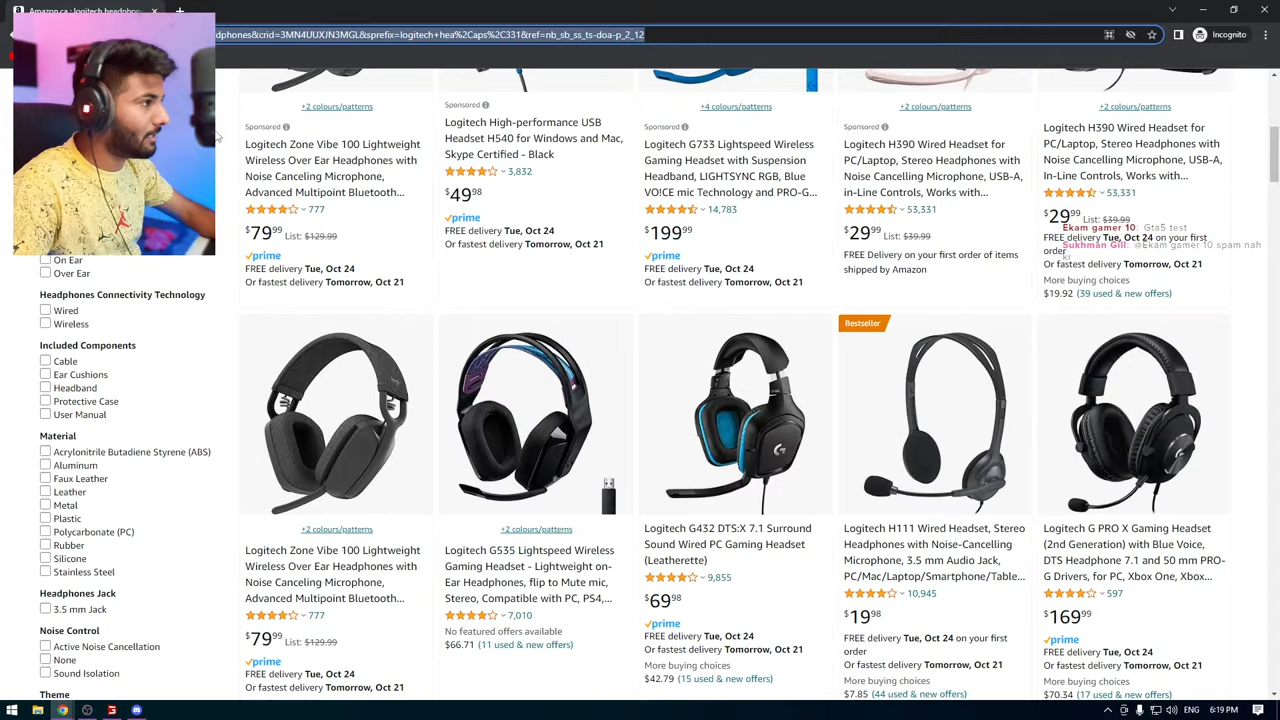 Amazon.ca
dphones&crid=3MN4UUXJN3MGL&sprefix=logitech+hea%2Caps%2C331&ref=nb_sb_ss_ts-doa-p_2_12
Incognito
+2 colours/patterns
Sponsored
Logitech Zone Vibe 100 Lightweight
Wireless Over Ear Headphones with
Noise Canceling Microphone,
Advanced Multipoint Bluetooth...
777
$79 99 List: $129.99
prime
FREE delivery Tue, Oct 24
Or fastest delivery Tomorrow, Oct 21
Sponsored
Logitech High-performance USB
Headset H540 for Windows and Mac,
Skype Certified - Black
3,832
$49 98
prime
FREE delivery Tue, Oct 24
Or fastest delivery Tomorrow, Oct 21
+4 colours/patterns
Sponsored
Logitech G733 Lightspeed Wireless
Gaming Headset with Suspension
Headband, LIGHTSYNC RGB, Blue
VO!CE mic Technology and PRO-G...
14,783
$199 99
prime
FREE delivery Tue, Oct 24
Or fastest delivery Tomorrow, Oct 21
+2 colours/patterns
Sponsored
Logitech H390 Wired Headset for
PC/Laptop, Stereo Headphones with
Noise Cancelling Microphone, USB-A,
in-Line Controls, Works with...
53,331
$29 99 List: $39.99
FREE Delivery on your first order of items
shipped by Amazon
+2 colours/patterns
Logitech H390 Wired Headset for
PC/Laptop, Stereo Headphones with
Noise Cancelling Microphone, USB-A,
In-Line Controls, Works with...
53,331
$29 99 List: $39.99
Ekam gamer 10: Gta5 test
FREE delivery Tue, Oct 24 on your first
order
Sukhman Gill: @Ekam gamer 10 spam nah
kr
Or fastest delivery Tomorrow, Oct 21
More buying choices
$19.92 (39 used & new offers)
On Ear
Over Ear
Headphones Connectivity Technology
Wired
Wireless
Included Components
Cable
Ear Cushions
Headband
Protective Case
User Manual
Material
Acrylonitrile Butadiene Styrene (ABS)
Aluminum
Faux Leather
Leather
Metal
Plastic
Polycarbonate (PC)
Rubber
Silicone
Stainless Steel
Headphones Jack
3.5 mm Jack
Noise Control
Active Noise Cancellation
None
Sound Isolation
Theme
+2 colours/patterns
Logitech Zone Vibe 100 Lightweight
Wireless Over Ear Headphones with
Noise Canceling Microphone,
Advanced Multipoint Bluetooth...
777
$79 99 List: $129.99
prime
FREE delivery Tue, Oct 24
Or fastest delivery Tomorrow, Oct 21
+2 colours/patterns
Logitech G535 Lightspeed Wireless
Gaming Headset - Lightweight on-
Ear Headphones, flip to Mute mic,
Stereo, Compatible with PC, PS4,...
7,010
No featured offers available
$66.71 (11 used & new offers)
Logitech G432 DTS:X 7.1 Surround
Sound Wired PC Gaming Headset
(Leatherette)
9,855
$69 98
prime
FREE delivery Tue, Oct 24
Or fastest delivery Tomorrow, Oct 21
More buying choices
$42.79 (15 used & new offers)
Bestseller
Logitech H111 Wired Headset, Stereo
Headphones with Noise-Cancelling
Microphone, 3.5 mm Audio Jack,
PC/Mac/Laptop/Smartphone/Table...
10,945
$19 98
FREE delivery Tue, Oct 24 on your first
order
Or fastest delivery Tomorrow, Oct 21
More buying choices
$7.85 (44 used & new offers)
Logitech G PRO X Gaming Headset
(2nd Generation) with Blue Voice,
DTS Headphone 7.1 and 50 mm PRO-
G Drivers, for PC, Xbox One, Xbox...
597
$169 99
prime
FREE delivery Tue, Oct 24
Or fastest delivery Tomorrow, Oct 21
More buying choices
$70.34 (17 used & new offers)
ENG 6:19 PM